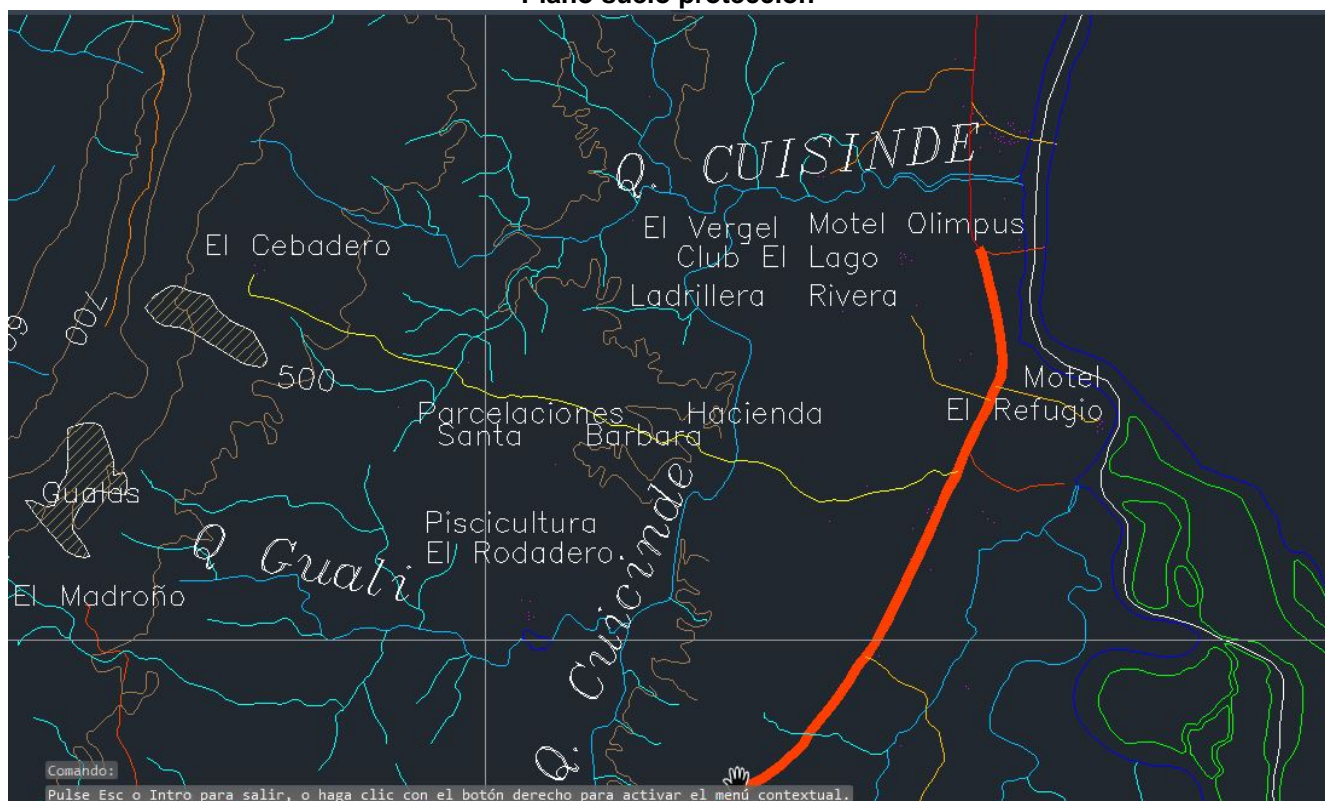 Plano suelo protección
Q. CUISINDE
El Vergel Motel Olimpus
Club El Lago
El Cebadero
Ladrillera Rivera
700
500
Motel
El Refugio
Parcelaciones Hacienda
Santa Barbara
Gualas
Piscicultura
El Rodadero
Q Guali
Q. Cuicinde
El Madroño
Comando:
Pulse Esc o Intro para salir, o haga clic con el botón derecho para activar el menú contextual.